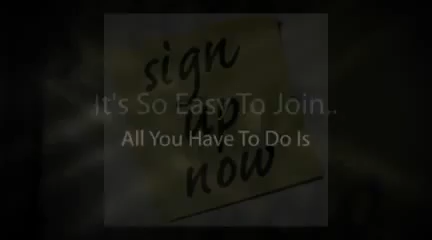 sign
It's So Easy To Join..
up
All You Have To Do Is
now